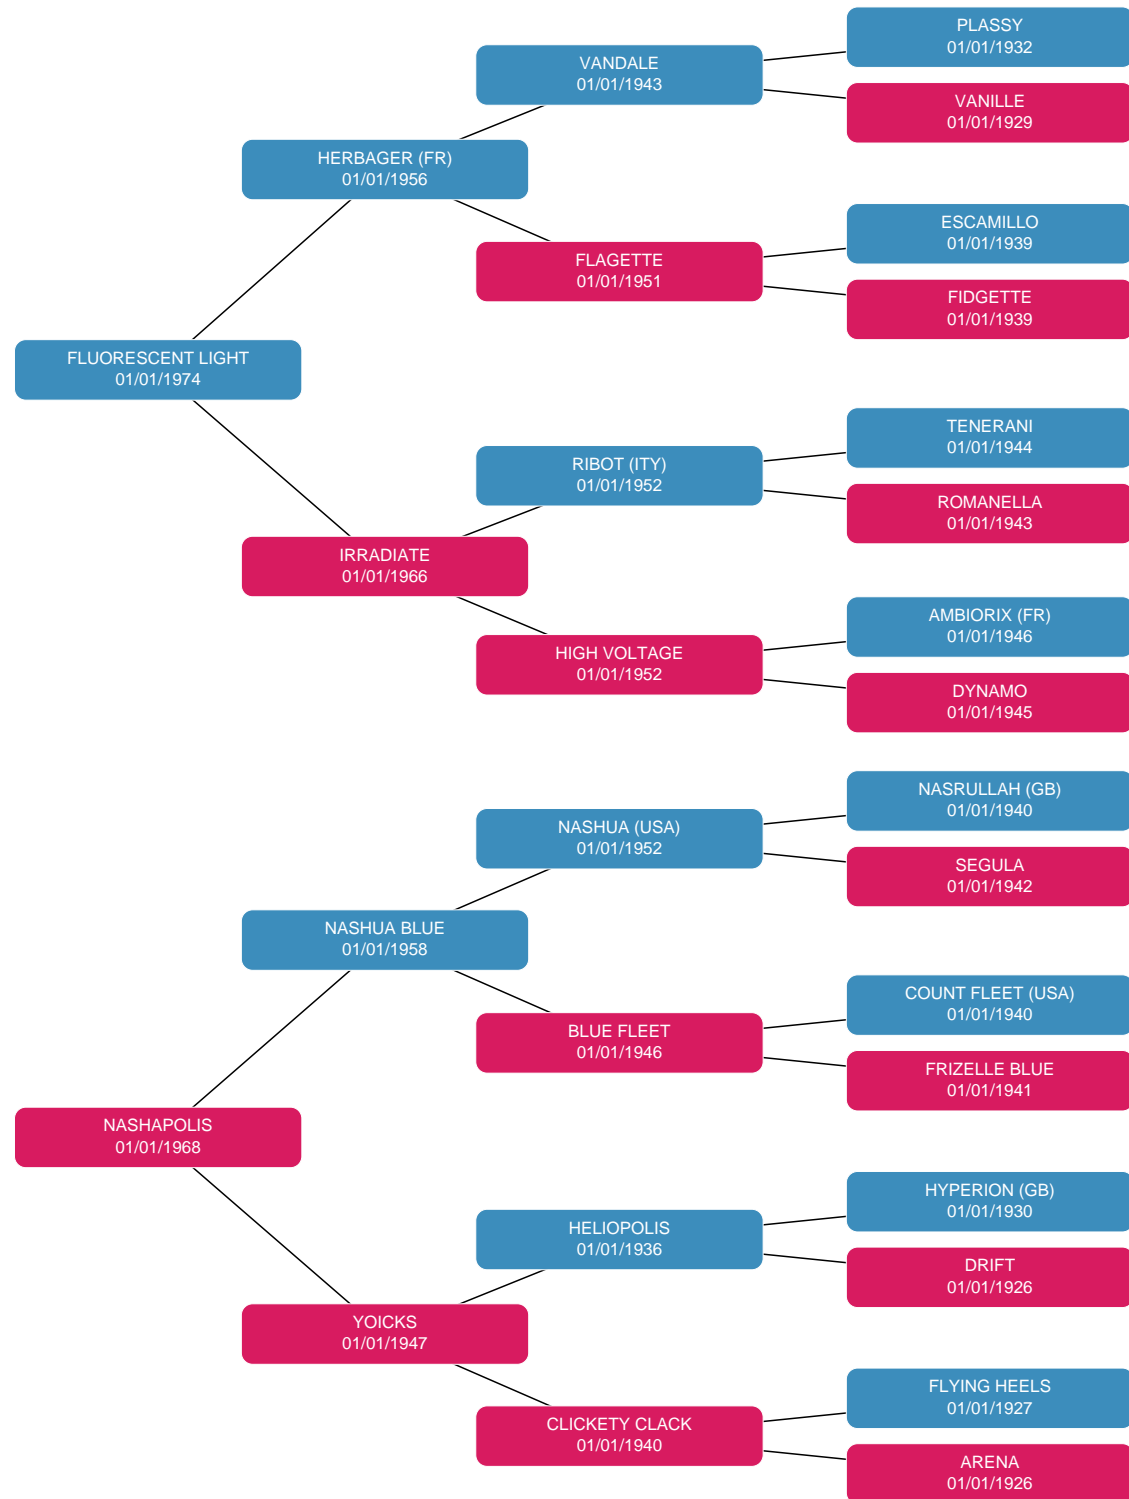 PLASSY
01/01/1932
VANDALE
01/01/1943
VANILLE
01/01/1929
HERBAGER (FR)
01/01/1956
ESCAMILLO
01/01/1939
FLAGETTE
01/01/1951
FIDGETTE
01/01/1939
FLUORESCENT LIGHT
01/01/1974
TENERANI
01/01/1944
RIBOT (ITY)
01/01/1952
ROMANELLA
01/01/1943
IRRADIATE
01/01/1966
AMBIORIX (FR)
01/01/1946
HIGH VOLTAGE
01/01/1952
DYNAMO
01/01/1945
NASRULLAH (GB)
01/01/1940
NASHUA (USA)
01/01/1952
SEGULA
01/01/1942
NASHUA BLUE
01/01/1958
COUNT FLEET (USA)
01/01/1940
BLUE FLEET
01/01/1946
FRIZELLE BLUE
01/01/1941
NASHAPOLIS
01/01/1968
HYPERION (GB)
01/01/1930
HELIOPOLIS
01/01/1936
DRIFT
01/01/1926
YOICKS
01/01/1947
FLYING HEELS
01/01/1927
CLICKETY CLACK
01/01/1940
ARENA
01/01/1926